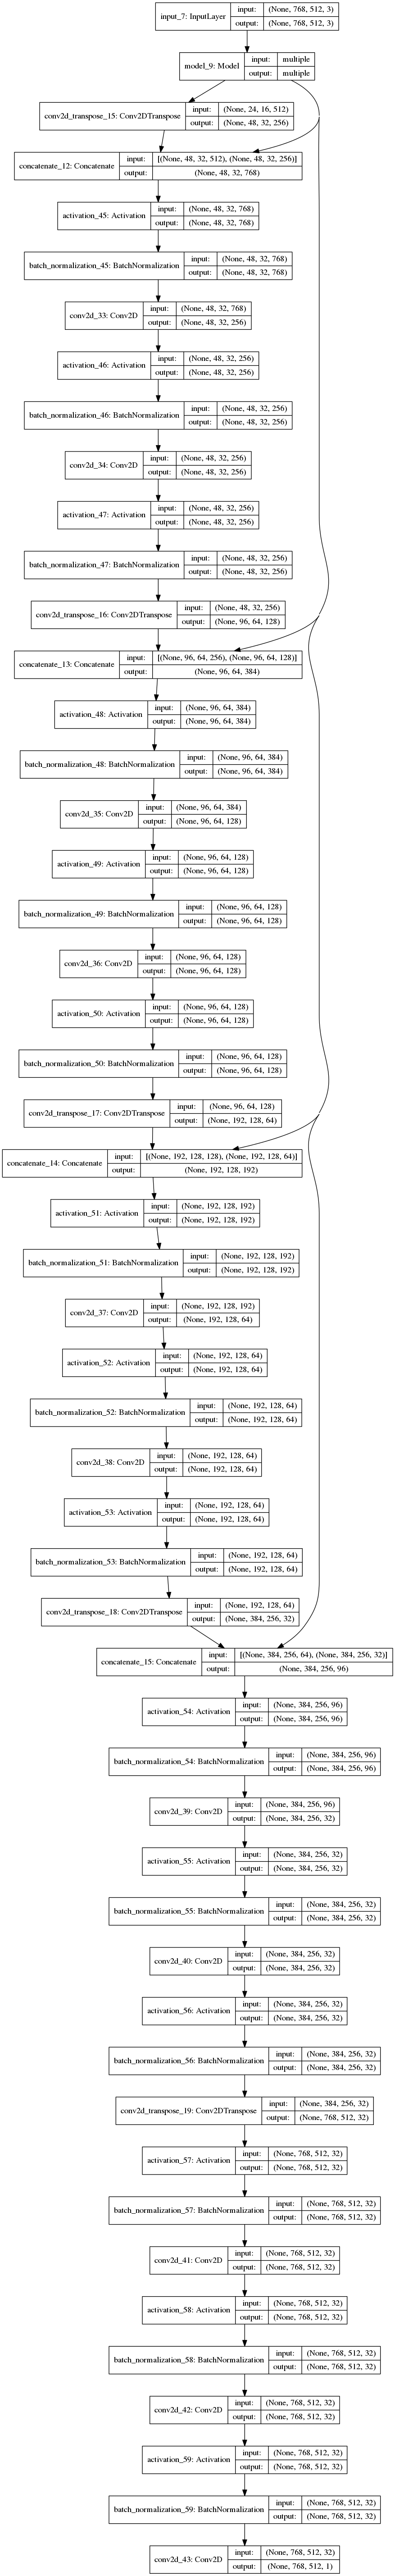 input_7: InputLayer
input: (None, 768, 512, 3)
output: (None, 768, 512, 3)
model_9: Model
input: multiple
output: multiple
conv2d_transpose_15: Conv2DTranspose
input: (None, 24, 16, 512)
output: (None, 48, 32, 256)
concatenate_12: Concatenate
input: [(None, 48, 32, 512), (None, 48, 32, 256)]
output: (None, 48, 32, 768)
activation_45: Activation
input: (None, 48, 32, 768)
output: (None, 48, 32, 768)
batch_normalization_45: BatchNormalization
input: (None, 48, 32, 768)
output: (None, 48, 32, 768)
conv2d_33: Conv2D
input: (None, 48, 32, 768)
output: (None, 48, 32, 256)
activation_46: Activation
input: (None, 48, 32, 256)
output: (None, 48, 32, 256)
batch_normalization_46: BatchNormalization
input: (None, 48, 32, 256)
output: (None, 48, 32, 256)
conv2d_34: Conv2D
input: (None, 48, 32, 256)
output: (None, 48, 32, 256)
activation_47: Activation
input: (None, 48, 32, 256)
output: (None, 48, 32, 256)
batch_normalization_47: BatchNormalization
input: (None, 48, 32, 256)
output: (None, 48, 32, 256)
conv2d_transpose_16: Conv2DTranspose
input: (None, 48, 32, 256)
output: (None, 96, 64, 128)
concatenate_13: Concatenate
input: [(None, 96, 64, 256), (None, 96, 64, 128)]
output: (None, 96, 64, 384)
activation_48: Activation
input: (None, 96, 64, 384)
output: (None, 96, 64, 384)
batch_normalization_48: BatchNormalization
input: (None, 96, 64, 384)
output: (None, 96, 64, 384)
conv2d_35: Conv2D
input: (None, 96, 64, 384)
output: (None, 96, 64, 128)
activation_49: Activation
input: (None, 96, 64, 128)
output: (None, 96, 64, 128)
batch_normalization_49: BatchNormalization
input: (None, 96, 64, 128)
output: (None, 96, 64, 128)
conv2d_36: Conv2D
input: (None, 96, 64, 128)
output: (None, 96, 64, 128)
activation_50: Activation
input: (None, 96, 64, 128)
output: (None, 96, 64, 128)
batch_normalization_50: BatchNormalization
input: (None, 96, 64, 128)
output: (None, 96, 64, 128)
conv2d_transpose_17: Conv2DTranspose
input: (None, 96, 64, 128)
output: (None, 192, 128, 64)
concatenate_14: Concatenate
input: [(None, 192, 128, 128), (None, 192, 128, 64)]
output: (None, 192, 128, 192)
activation_51: Activation
input: (None, 192, 128, 192)
output: (None, 192, 128, 192)
batch_normalization_51: BatchNormalization
input: (None, 192, 128, 192)
output: (None, 192, 128, 192)
conv2d_37: Conv2D
input: (None, 192, 128, 192)
output: (None, 192, 128, 64)
activation_52: Activation
input: (None, 192, 128, 64)
output: (None, 192, 128, 64)
batch_normalization_52: BatchNormalization
input: (None, 192, 128, 64)
output: (None, 192, 128, 64)
conv2d_38: Conv2D
input: (None, 192, 128, 64)
output: (None, 192, 128, 64)
activation_53: Activation
input: (None, 192, 128, 64)
output: (None, 192, 128, 64)
batch_normalization_53: BatchNormalization
input: (None, 192, 128, 64)
output: (None, 192, 128, 64)
conv2d_transpose_18: Conv2DTranspose
input: (None, 192, 128, 64)
output: (None, 384, 256, 32)
concatenate_15: Concatenate
input: [(None, 384, 256, 64), (None, 384, 256, 32)]
output: (None, 384, 256, 96)
activation_54: Activation
input: (None, 384, 256, 96)
output: (None, 384, 256, 96)
batch_normalization_54: BatchNormalization
input: (None, 384, 256, 96)
output: (None, 384, 256, 96)
conv2d_39: Conv2D
input: (None, 384, 256, 96)
output: (None, 384, 256, 32)
activation_55: Activation
input: (None, 384, 256, 32)
output: (None, 384, 256, 32)
batch_normalization_55: BatchNormalization
input: (None, 384, 256, 32)
output: (None, 384, 256, 32)
conv2d_40: Conv2D
input: (None, 384, 256, 32)
output: (None, 384, 256, 32)
activation_56: Activation
input: (None, 384, 256, 32)
output: (None, 384, 256, 32)
batch_normalization_56: BatchNormalization
input: (None, 384, 256, 32)
output: (None, 384, 256, 32)
conv2d_transpose_19: Conv2DTranspose
input: (None, 384, 256, 32)
output: (None, 768, 512, 32)
activation_57: Activation
input: (None, 768, 512, 32)
output: (None, 768, 512, 32)
batch_normalization_57: BatchNormalization
input: (None, 768, 512, 32)
output: (None, 768, 512, 32)
conv2d_41: Conv2D
input: (None, 768, 512, 32)
output: (None, 768, 512, 32)
activation_58: Activation
input: (None, 768, 512, 32)
output: (None, 768, 512, 32)
batch_normalization_58: BatchNormalization
input: (None, 768, 512, 32)
output: (None, 768, 512, 32)
conv2d_42: Conv2D
input: (None, 768, 512, 32)
output: (None, 768, 512, 32)
activation_59: Activation
input: (None, 768, 512, 32)
output: (None, 768, 512, 32)
batch_normalization_59: BatchNormalization
input: (None, 768, 512, 32)
output: (None, 768, 512, 32)
conv2d_43: Conv2D
input: (None, 768, 512, 32)
output: (None, 768, 512, 1)